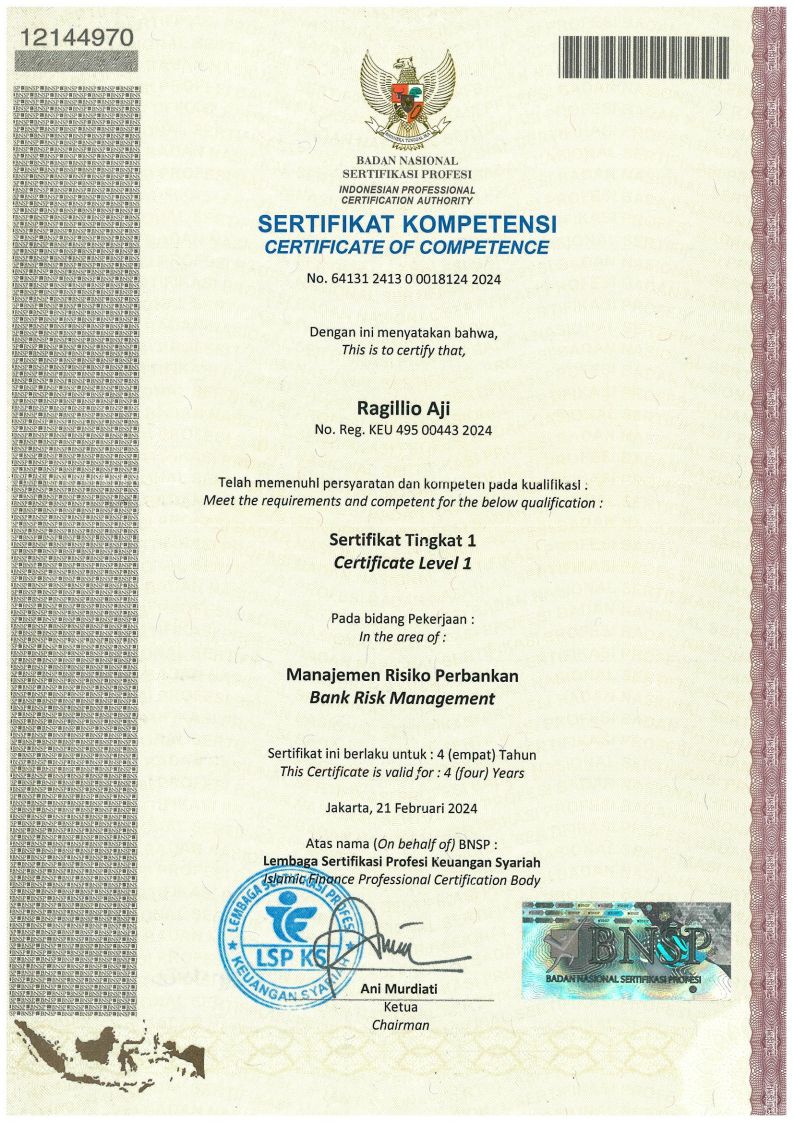 12144970
BADAN NASIONAL
SERTIFIKASI PROFESI
INDONESIAN PROFESSIONAL
CERTIFICATION AUTHORITY
SERTIFIKAT KOMPETENSI
CERTIFICATE OF COMPETENCE
No. 64131 2413 0 0018124 2024
Dengan ini menyatakan bahwa,
This is to certify that,
Ragillio Aji
No. Reg. KEU 495 00443 2024
Telah memenuhi persyaratan dan kompeten pada kualifikasi :
Meet the requirements and competent for the below qualification :
Sertifikat Tingkat 1
Certificate Level 1
Pada bidang Pekerjaan :
In the area of :
Manajemen Risiko Perbankan
Bank Risk Management
Sertifikat ini berlaku untuk : 4 (empat) Tahun
This Certificate is valid for : 4 (four) Years
Jakarta, 21 Februari 2024
Atas nama (On behalf of) BNSP :
Lembaga Sertifikasi Profesi Keuangan Syariah
Islamic Finance Professional Certification Body
LEMBAGA SERTIFIKASI PROFESI
LSP KS
KEUANGAN SYARIAH
BNSP
BADAN NASIONAL SERTIFIKASI PROFESI
Ani Murdiati
Ketua
Chairman